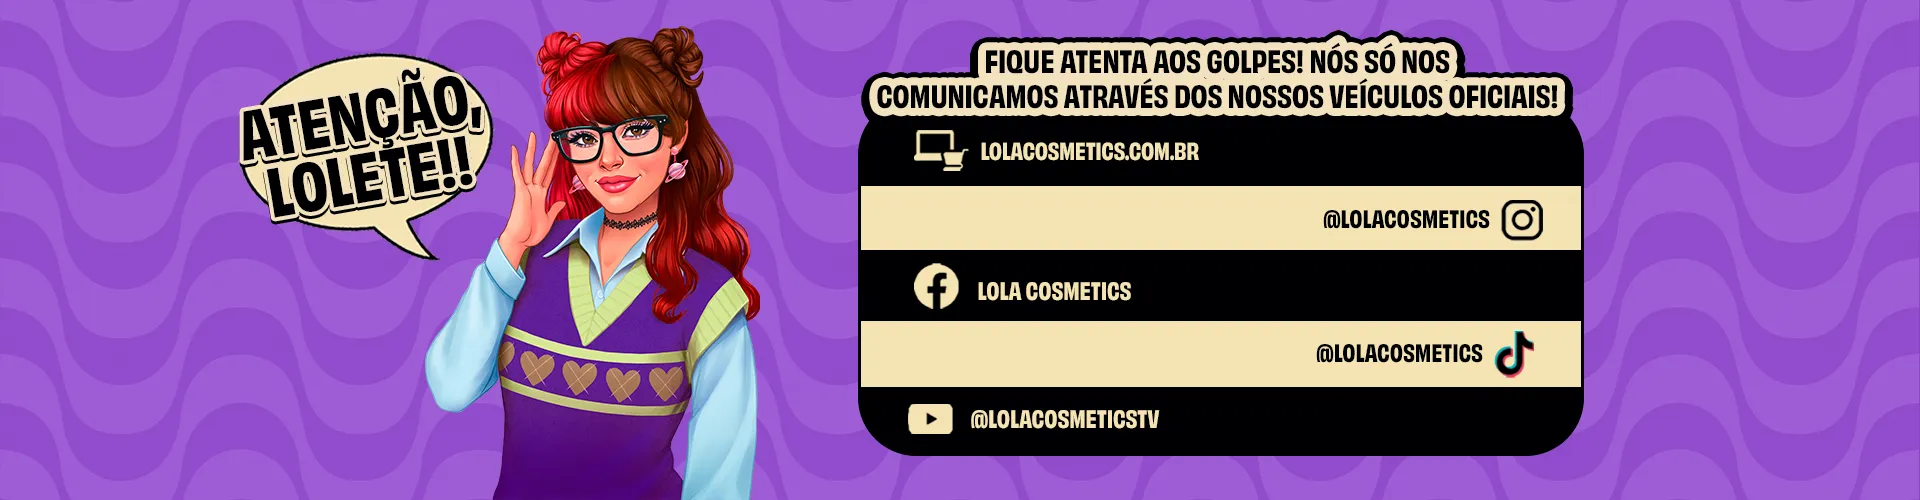 ATENÇÃO,
LOLETE!!
FIQUE ATENTA AOS GOLPES! NÓS SÓ NOS
COMUNICAMOS ATRAVÉS DOS NOSSOS VEÍCULOS OFICIAIS!
LOLACOSMETICS.COM.BR
@LOLACOSMETICS
LOLA COSMETICS
@LOLACOSMETICS
@LOLACOSMETICSTV